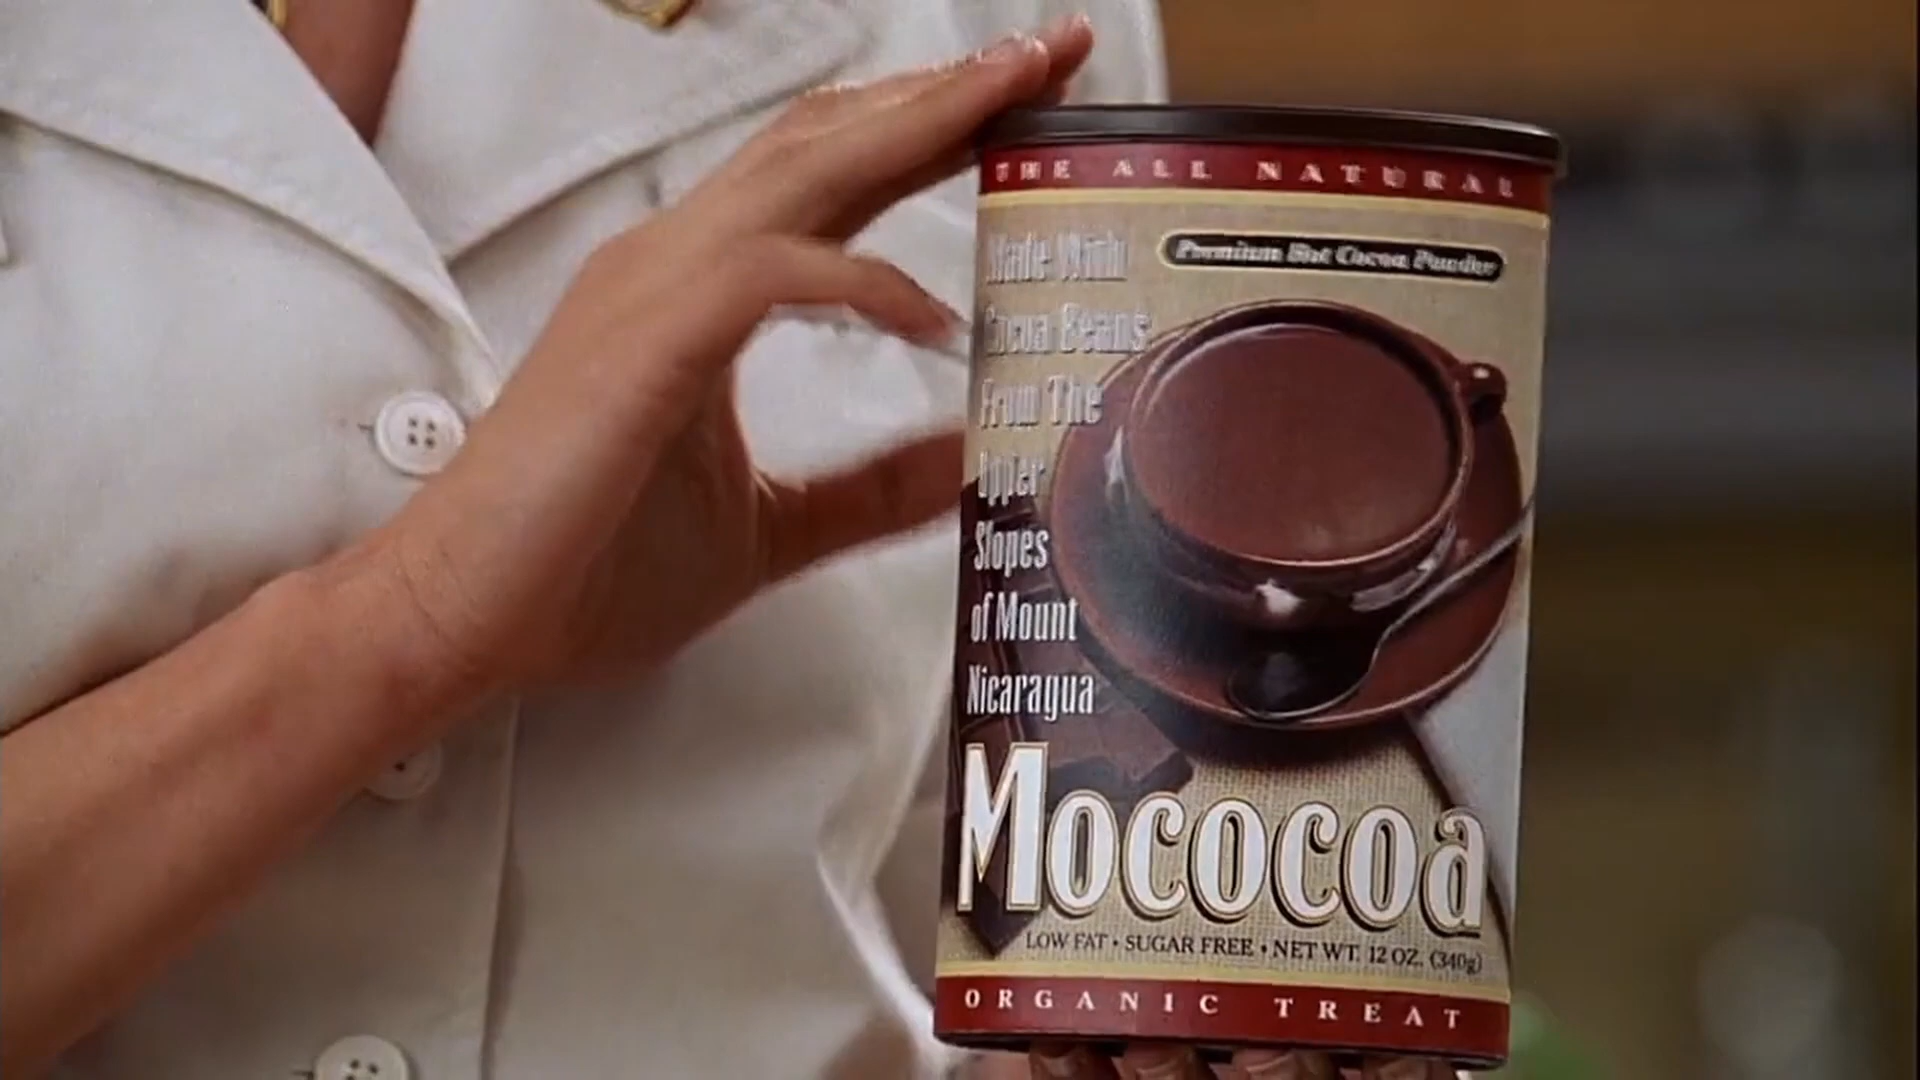 THE ALL NATURAL
Premium Hot Cocoa Powder
Made With
Cocoa Beans
From The
Upper
Slopes
of Mount
Nicaragua
Mococoa
LOW FAT • SUGAR FREE • NET WT. 12 OZ. (340g)
ORGANIC TREAT